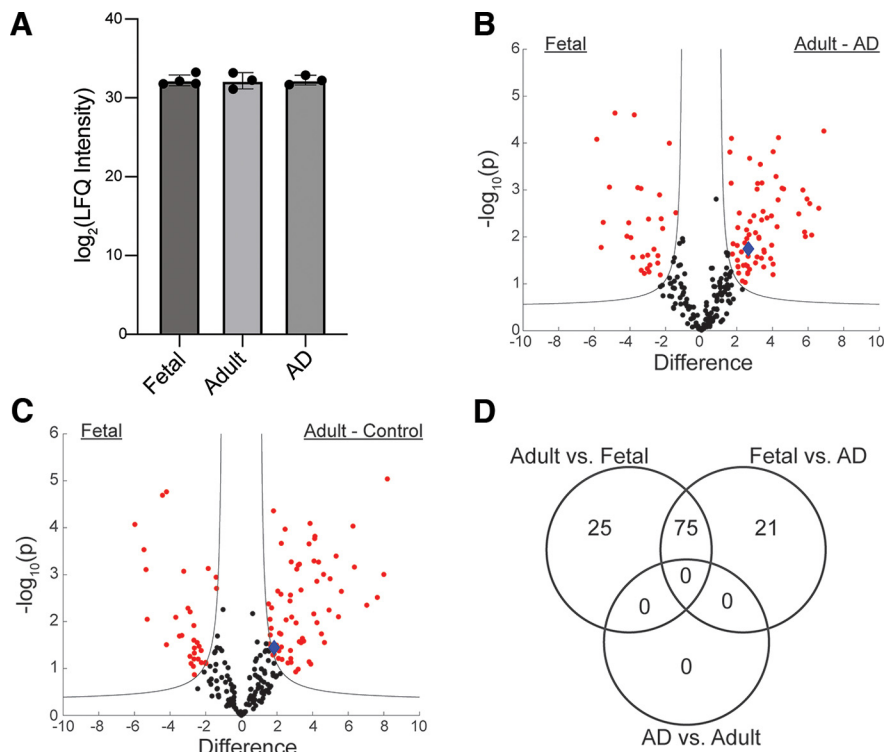 A
log2(LFQ Intensity)
40
30
20
10
0
Fetal
Adult
AD
B
Fetal
Adult - AD
-log10(p)
6
5
4
3
2
1
0
-10
-8
-6
-4
-2
0
2
4
6
8
10
Difference
C
Fetal
Adult - Control
-log10(p)
6
5
4
3
2
1
0
-10
-8
-6
-4
-2
0
2
4
6
8
10
Difference
D
Adult vs. Fetal
Fetal vs. AD
25
75
21
0
0
0
0
AD vs. Adult